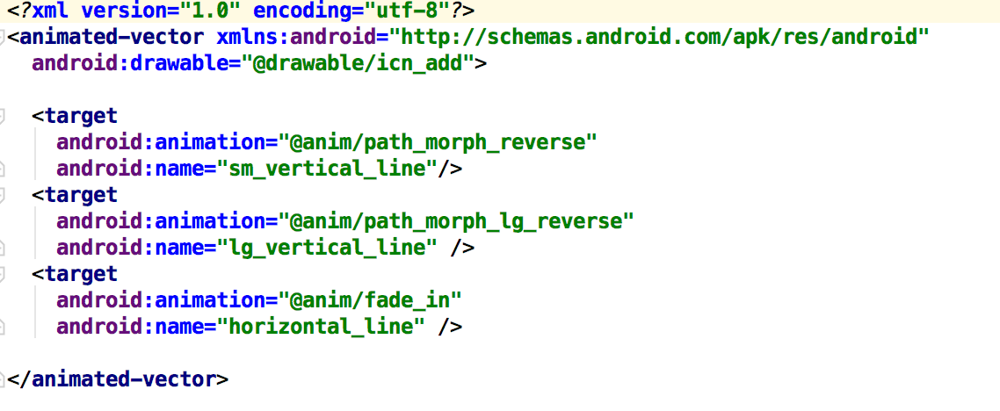 <?xml version="1.0" encoding="utf-8"?>
<animated-vector xmlns:android="http://schemas.android.com/apk/res/android"
  android:drawable="@drawable/icn_add">
  <target
    android:animation="@anim/path_morph_reverse"
    android:name="sm_vertical_line"/>
  <target
    android:animation="@anim/path_morph_lg_reverse"
    android:name="lg_vertical_line" />
  <target
    android:animation="@anim/fade_in"
    android:name="horizontal_line" />
</animated-vector>